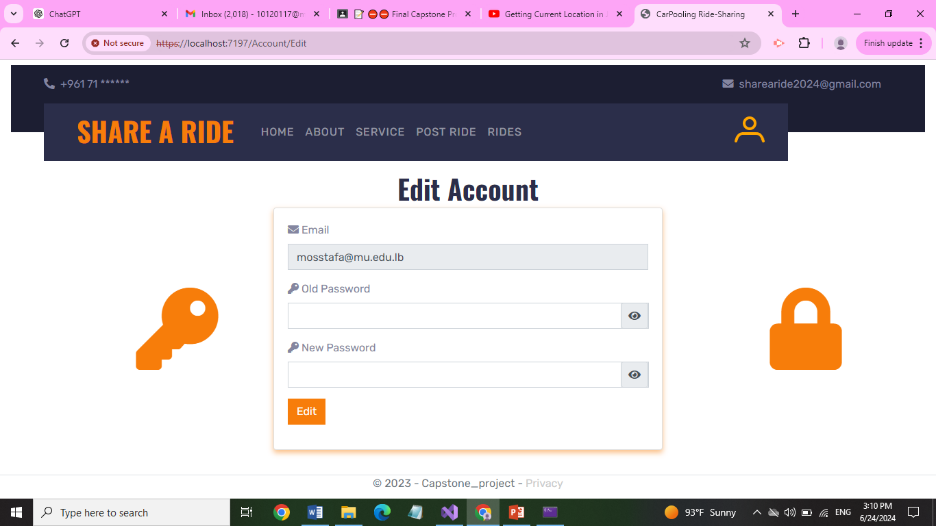 ChatGPT
Inbox (2,018) - 10120117@
Final Capstone Pr
Getting Current Location in
CarPooling Ride-Sharing
Not secure
https://localhost:7197/Account/Edit
Finish update
+961 71 ******
sharearide2024@gmail.com
SHARE A RIDE
HOME ABOUT SERVICE POST RIDE RIDES
Edit Account
Email
mosstafa@mu.edu.lb
Old Password
New Password
Edit
© 2023 - Capstone_project - Privacy
Type here to search
93°F Sunny
ENG
3:10 PM
6/24/2024